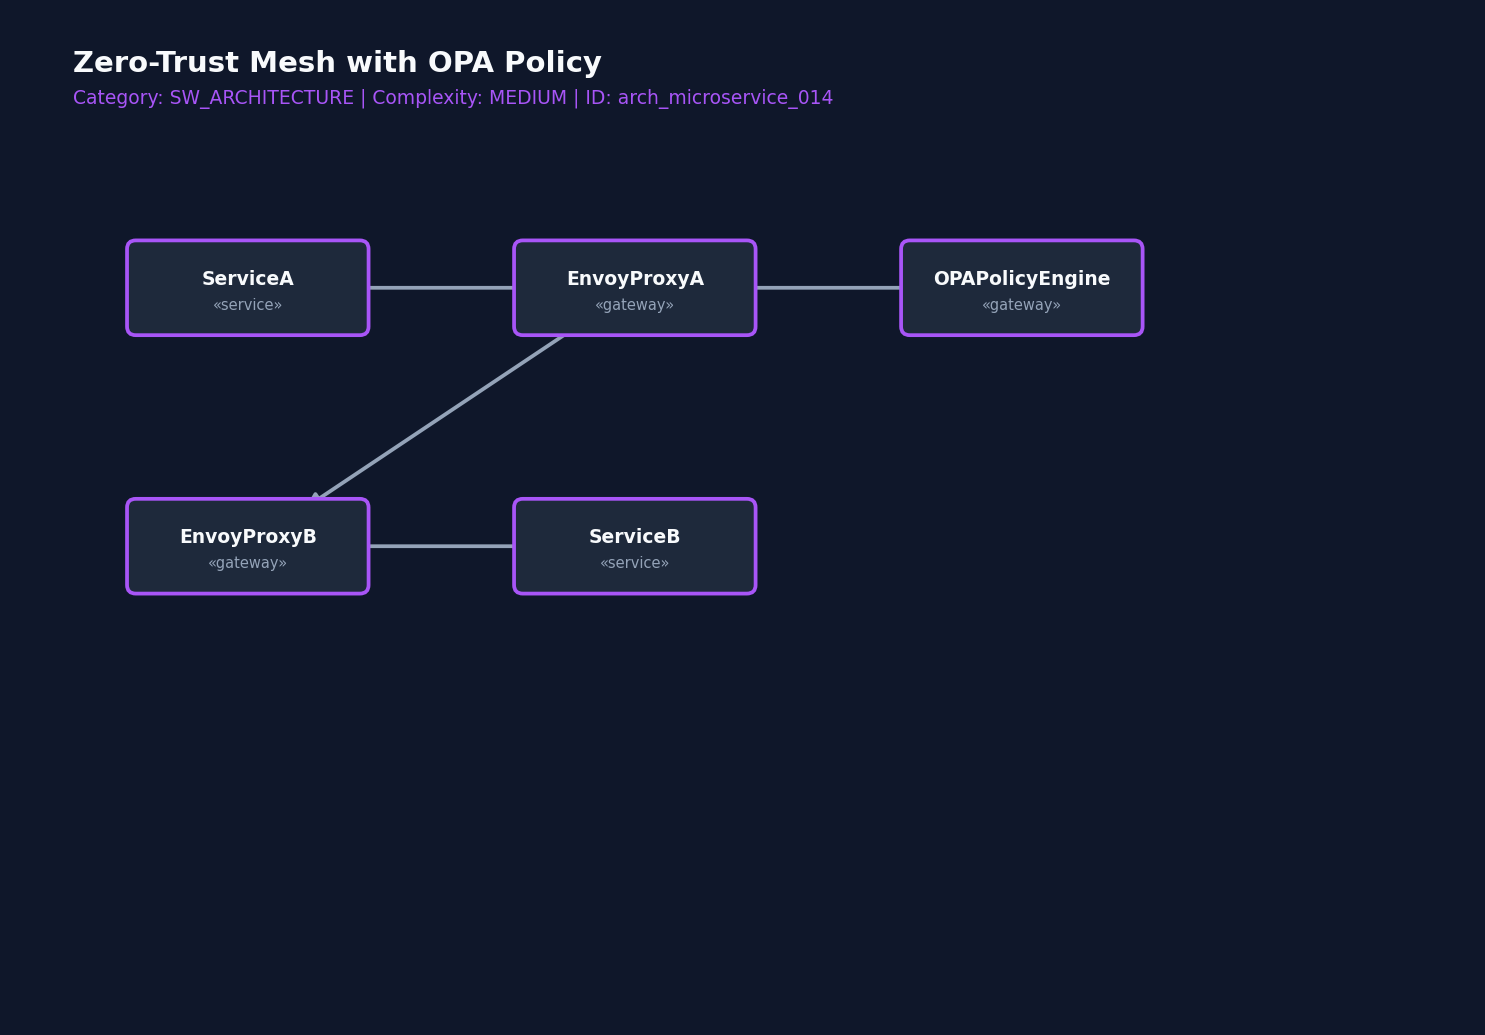 Zero-Trust Mesh with OPA Policy
Category: SW_ARCHITECTURE | Complexity: MEDIUM | ID: arch_microservice_014
ServiceA
«service»
EnvoyProxyA
«gateway»
OPAPolicyEngine
«gateway»
EnvoyProxyB
«gateway»
ServiceB
«service»